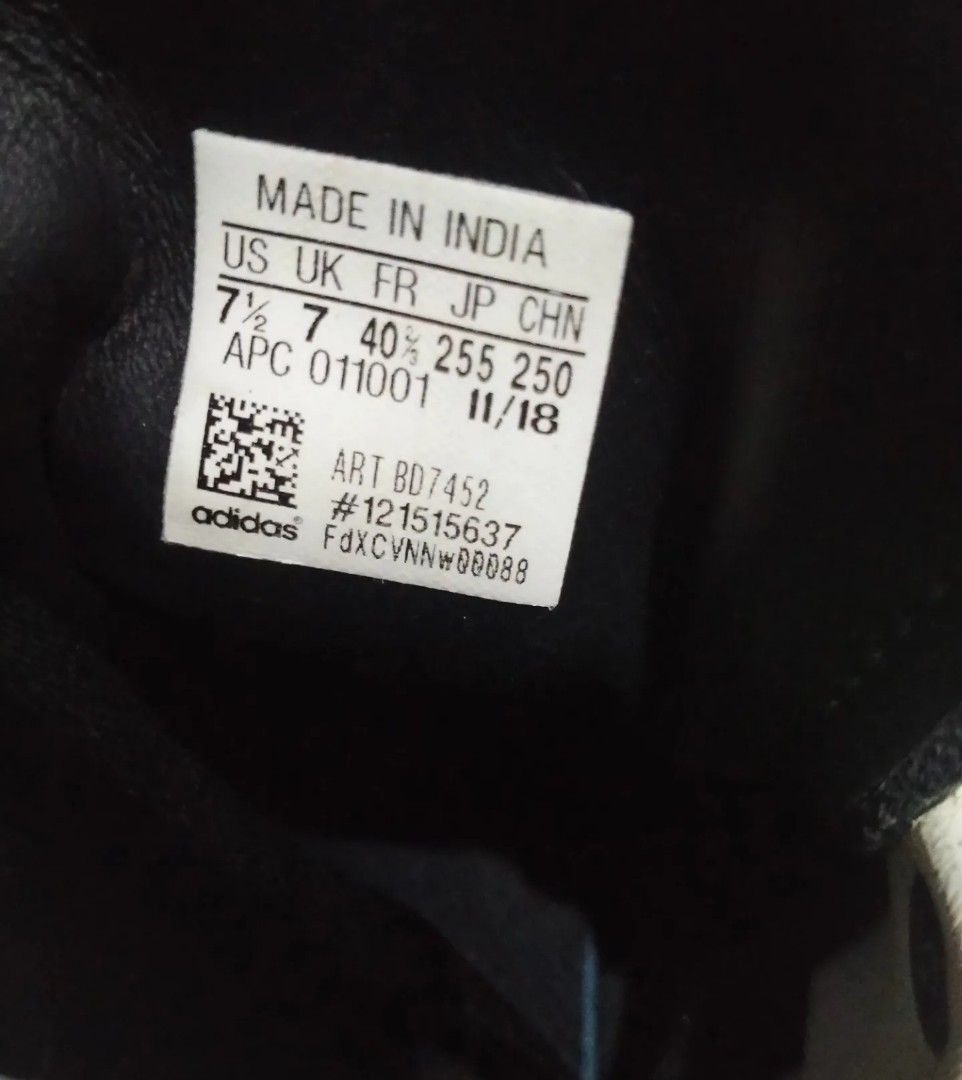 MADE IN INDIA
US UK FR JP CHN
7½ 7 40⅔ 255 250
APC 011001 11/18
ART BD7452
#121515637
adidas®
FdXCVNNw00088